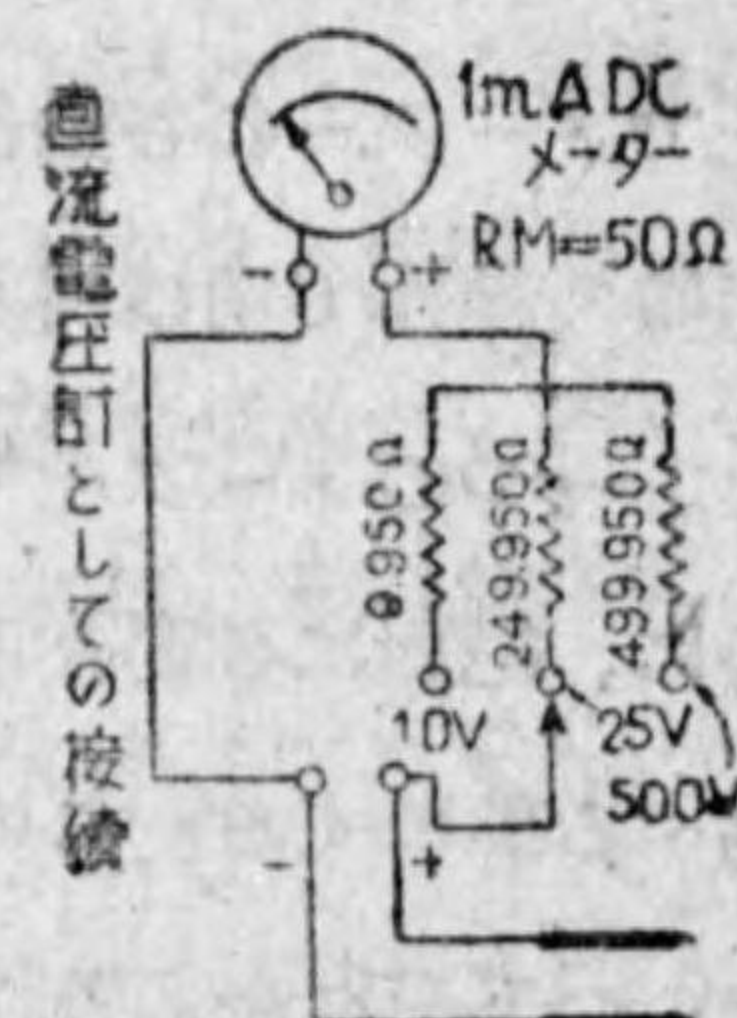 直流電圧計としての接続
1mA DC
メーター
RM=50Ω
-
+
9.950Ω
249.950Ω
499.950Ω
10V
25V
500V
-
+